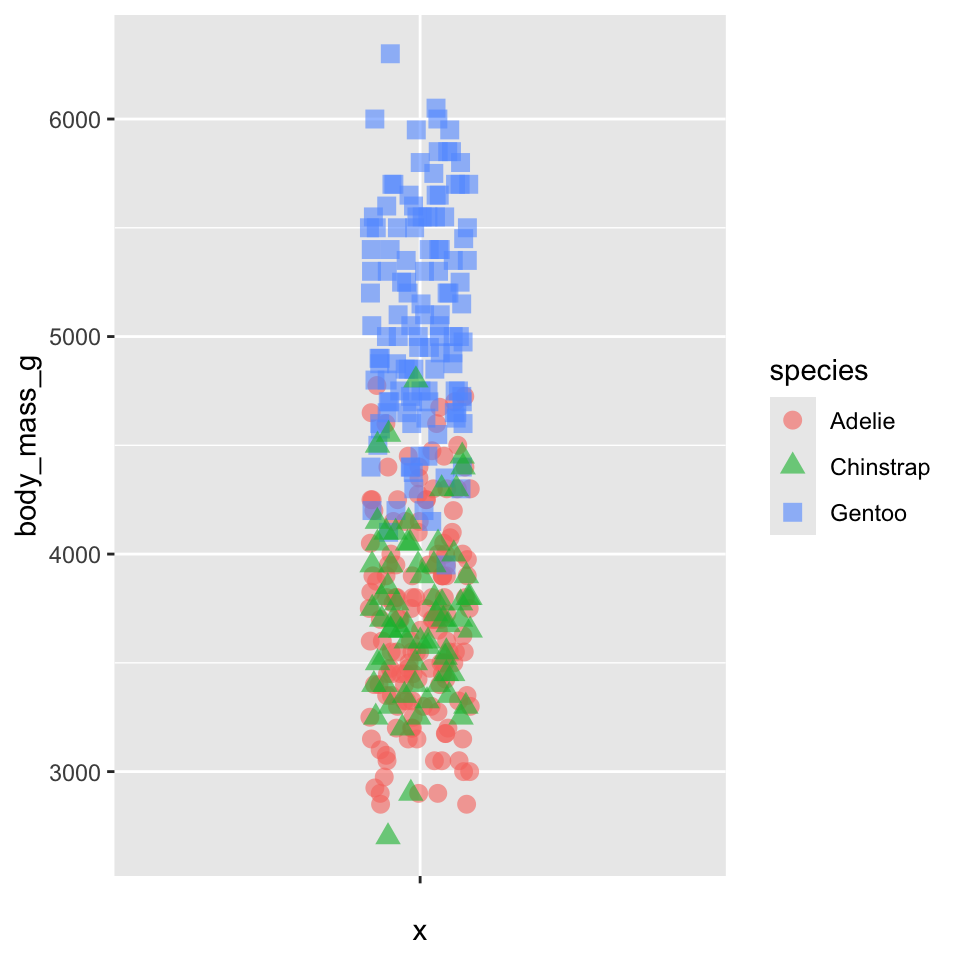 6000
5000
4000
3000
body_mass_g
x
species
Adelie
Chinstrap
Gentoo